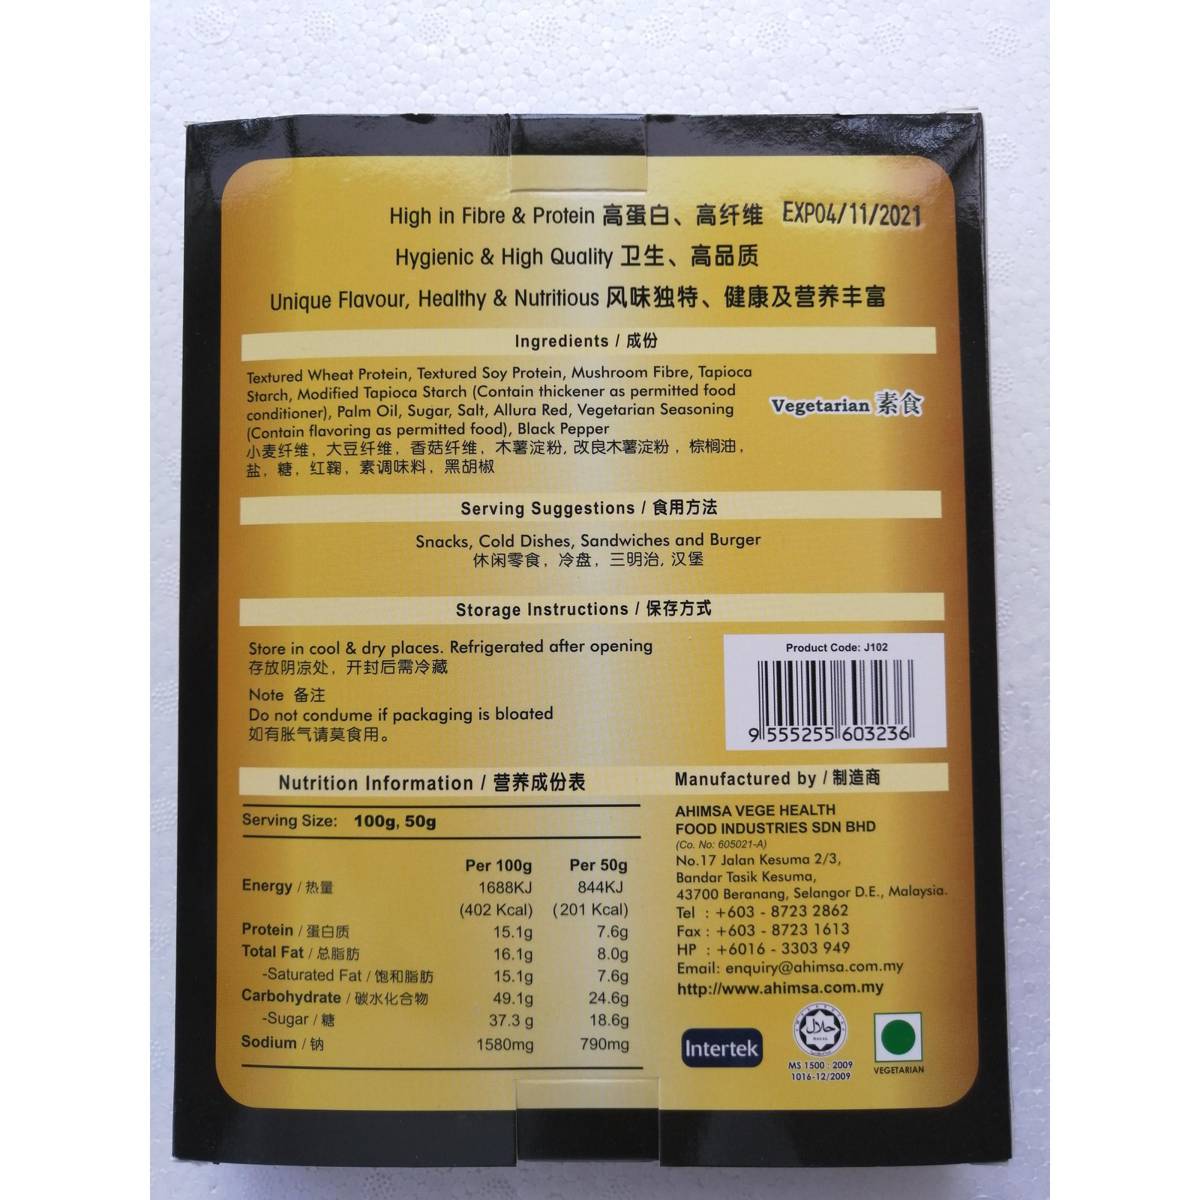 High in Fibre & Protein 高蛋白、高纤维 EXP04/11/2021
Hygienic & High Quality 卫生、高品质
Unique Flavour, Healthy & Nutritious 风味独特、健康及营养丰富
Ingredients / 成份
Textured Wheat Protein, Textured Soy Protein, Mushroom Fibre, Tapioca
Starch, Modified Tapioca Starch (Contain thickener as permitted food
conditioner), Palm Oil, Sugar, Salt, Allura Red, Vegetarian Seasoning
(Contain flavoring as permitted food), Black Pepper
小麦纤维，大豆纤维，香菇纤维，木薯淀粉, 改良木薯淀粉，棕榈油，
盐，糖，红鞠，素调味料，黑胡椒
Vegetarian 素食
Serving Suggestions / 食用方法
Snacks, Cold Dishes, Sandwiches and Burger
休闲零食，冷盘，三明治, 汉堡
Storage Instructions / 保存方式
Store in cool & dry places. Refrigerated after opening
存放阴凉处，开封后需冷藏
Note 备注
Do not condume if packaging is bloated
如有胀气请莫食用。
Product Code: J102
9 555255 603236
Nutrition Information / 营养成份表
Serving Size: 100g, 50g
Per 100g Per 50g
Energy / 热量 1688KJ 844KJ
(402 Kcal) (201 Kcal)
Protein / 蛋白质 15.1g 7.6g
Total Fat / 总脂肪 16.1g 8.0g
-Saturated Fat / 饱和脂肪 15.1g 7.6g
Carbohydrate / 碳水化合物 49.1g 24.6g
-Sugar / 糖 37.3 g 18.6g
Sodium / 钠 1580mg 790mg
Manufactured by / 制造商
AHIMSA VEGE HEALTH
FOOD INDUSTRIES SDN BHD
(Co. No: 605021-A)
No.17 Jalan Kesuma 2/3,
Bandar Tasik Kesuma,
43700 Beranang, Selangor D.E., Malaysia.
Tel : +603 - 8723 2862
Fax : +603 - 8723 1613
HP : +6016 - 3303 949
Email: enquiry@ahimsa.com.my
http://www.ahimsa.com.my
Intertek
حلال
MS 1500 : 2009
1016-12/2009
VEGETARIAN